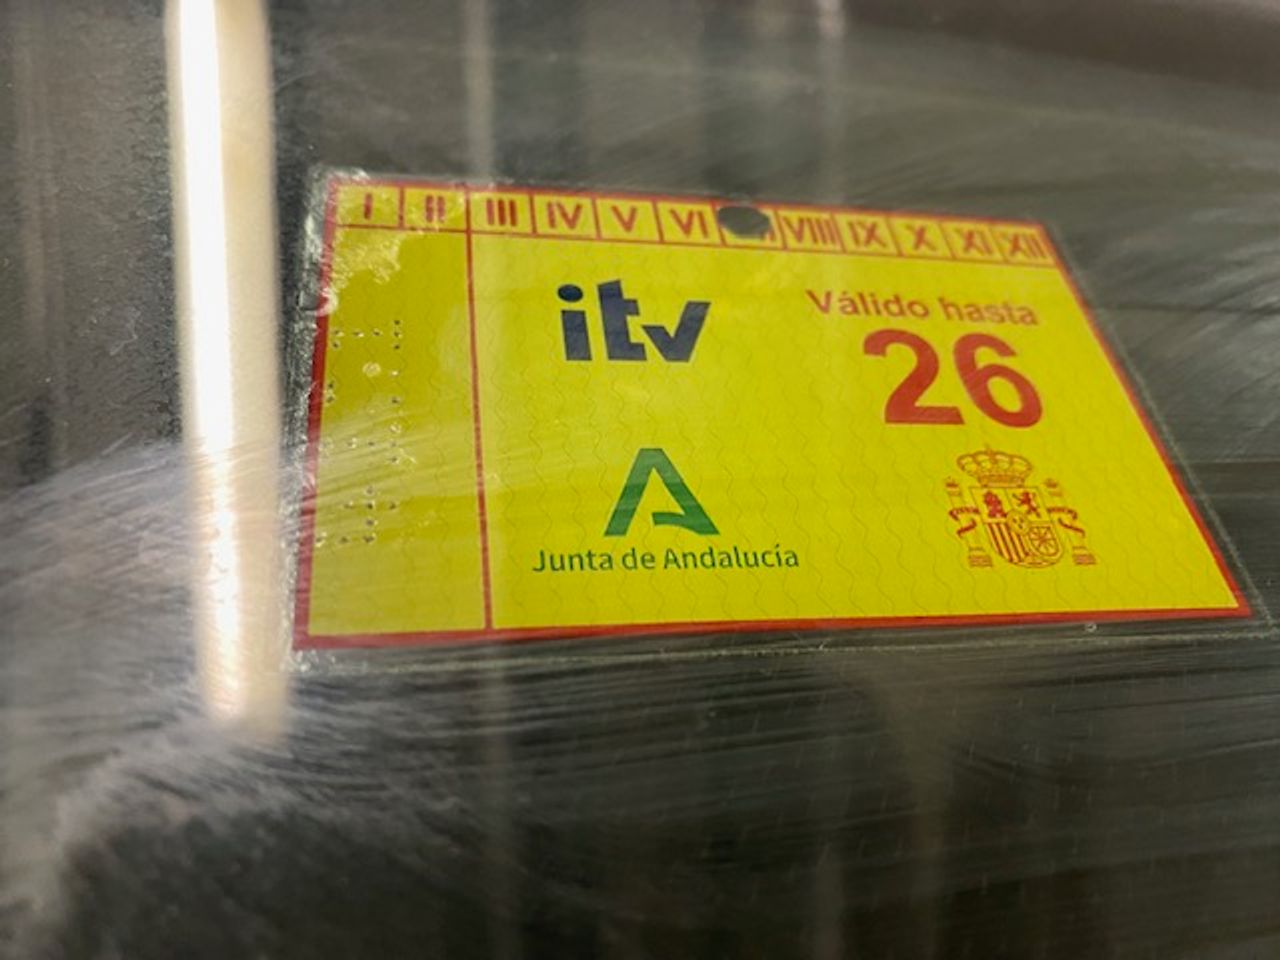 I II III IV V VI VIII IX X XI XII
itv
Válido hasta
26
Junta de Andalucía